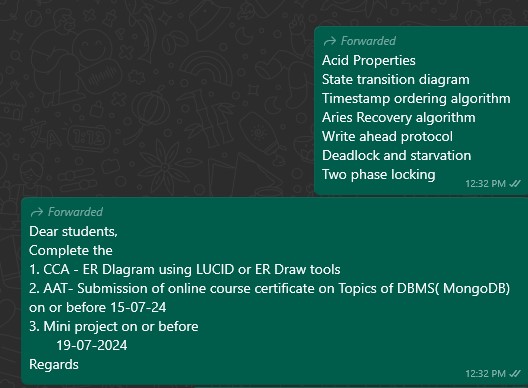 Forwarded
Acid Properties
State transition diagram
Timestamp ordering algorithm
Aries Recovery algorithm
Write ahead protocol
Deadlock and starvation
Two phase locking
12:32 PM
Forwarded
Dear students,
Complete the
1. CCA - ER DIagram using LUCID or ER Draw tools
2. AAT- Submission of online course certificate on Topics of DBMS( MongoDB)
on or before 15-07-24
3. Mini project on or before
19-07-2024
Regards
12:32 PM